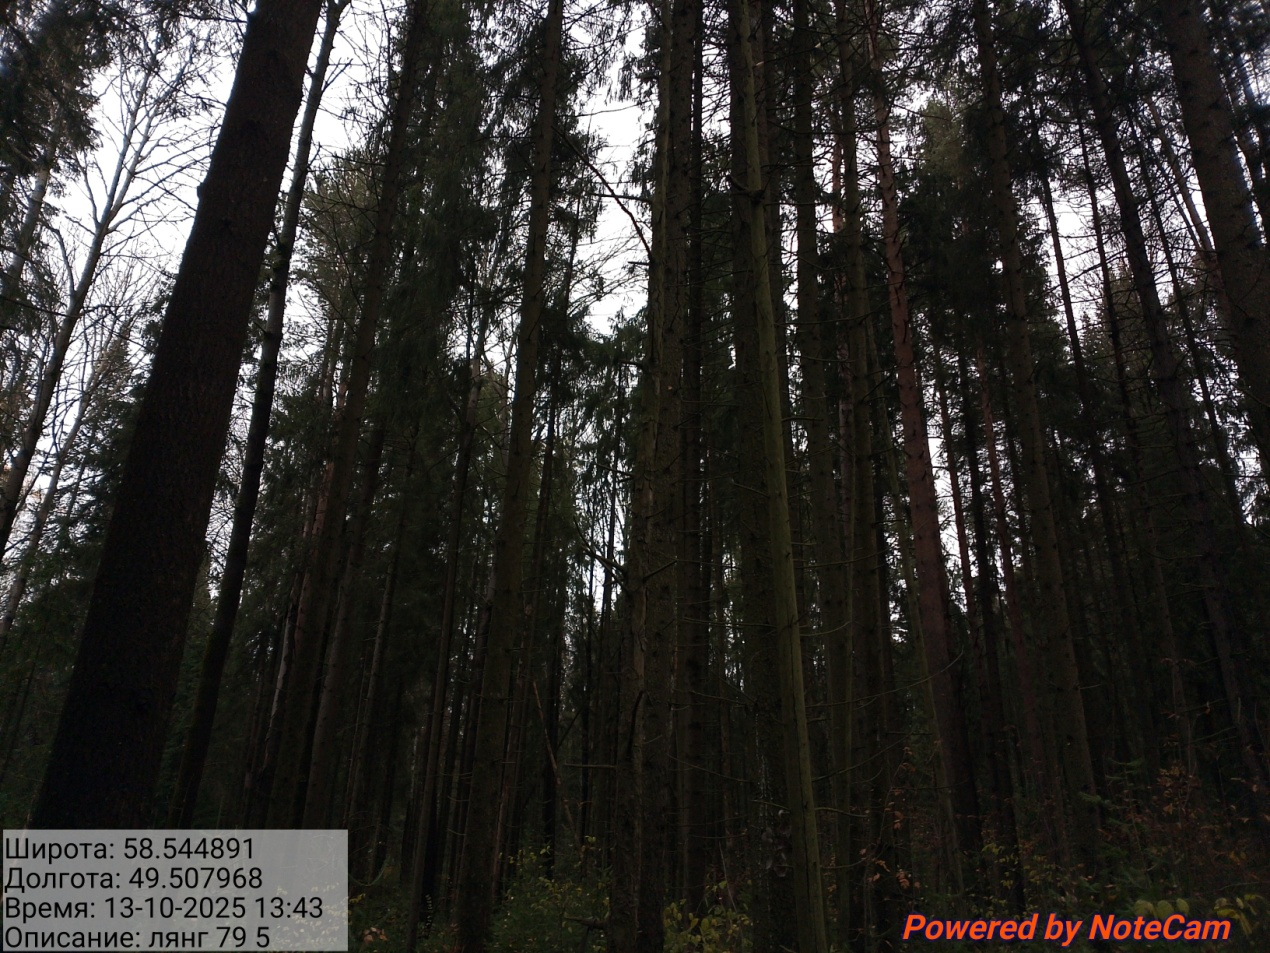 Широта: 58.544891
Долгота: 49.507968
Время: 13-10-2025 13:43
Описание: лянг 79 5
Powered by NoteCam